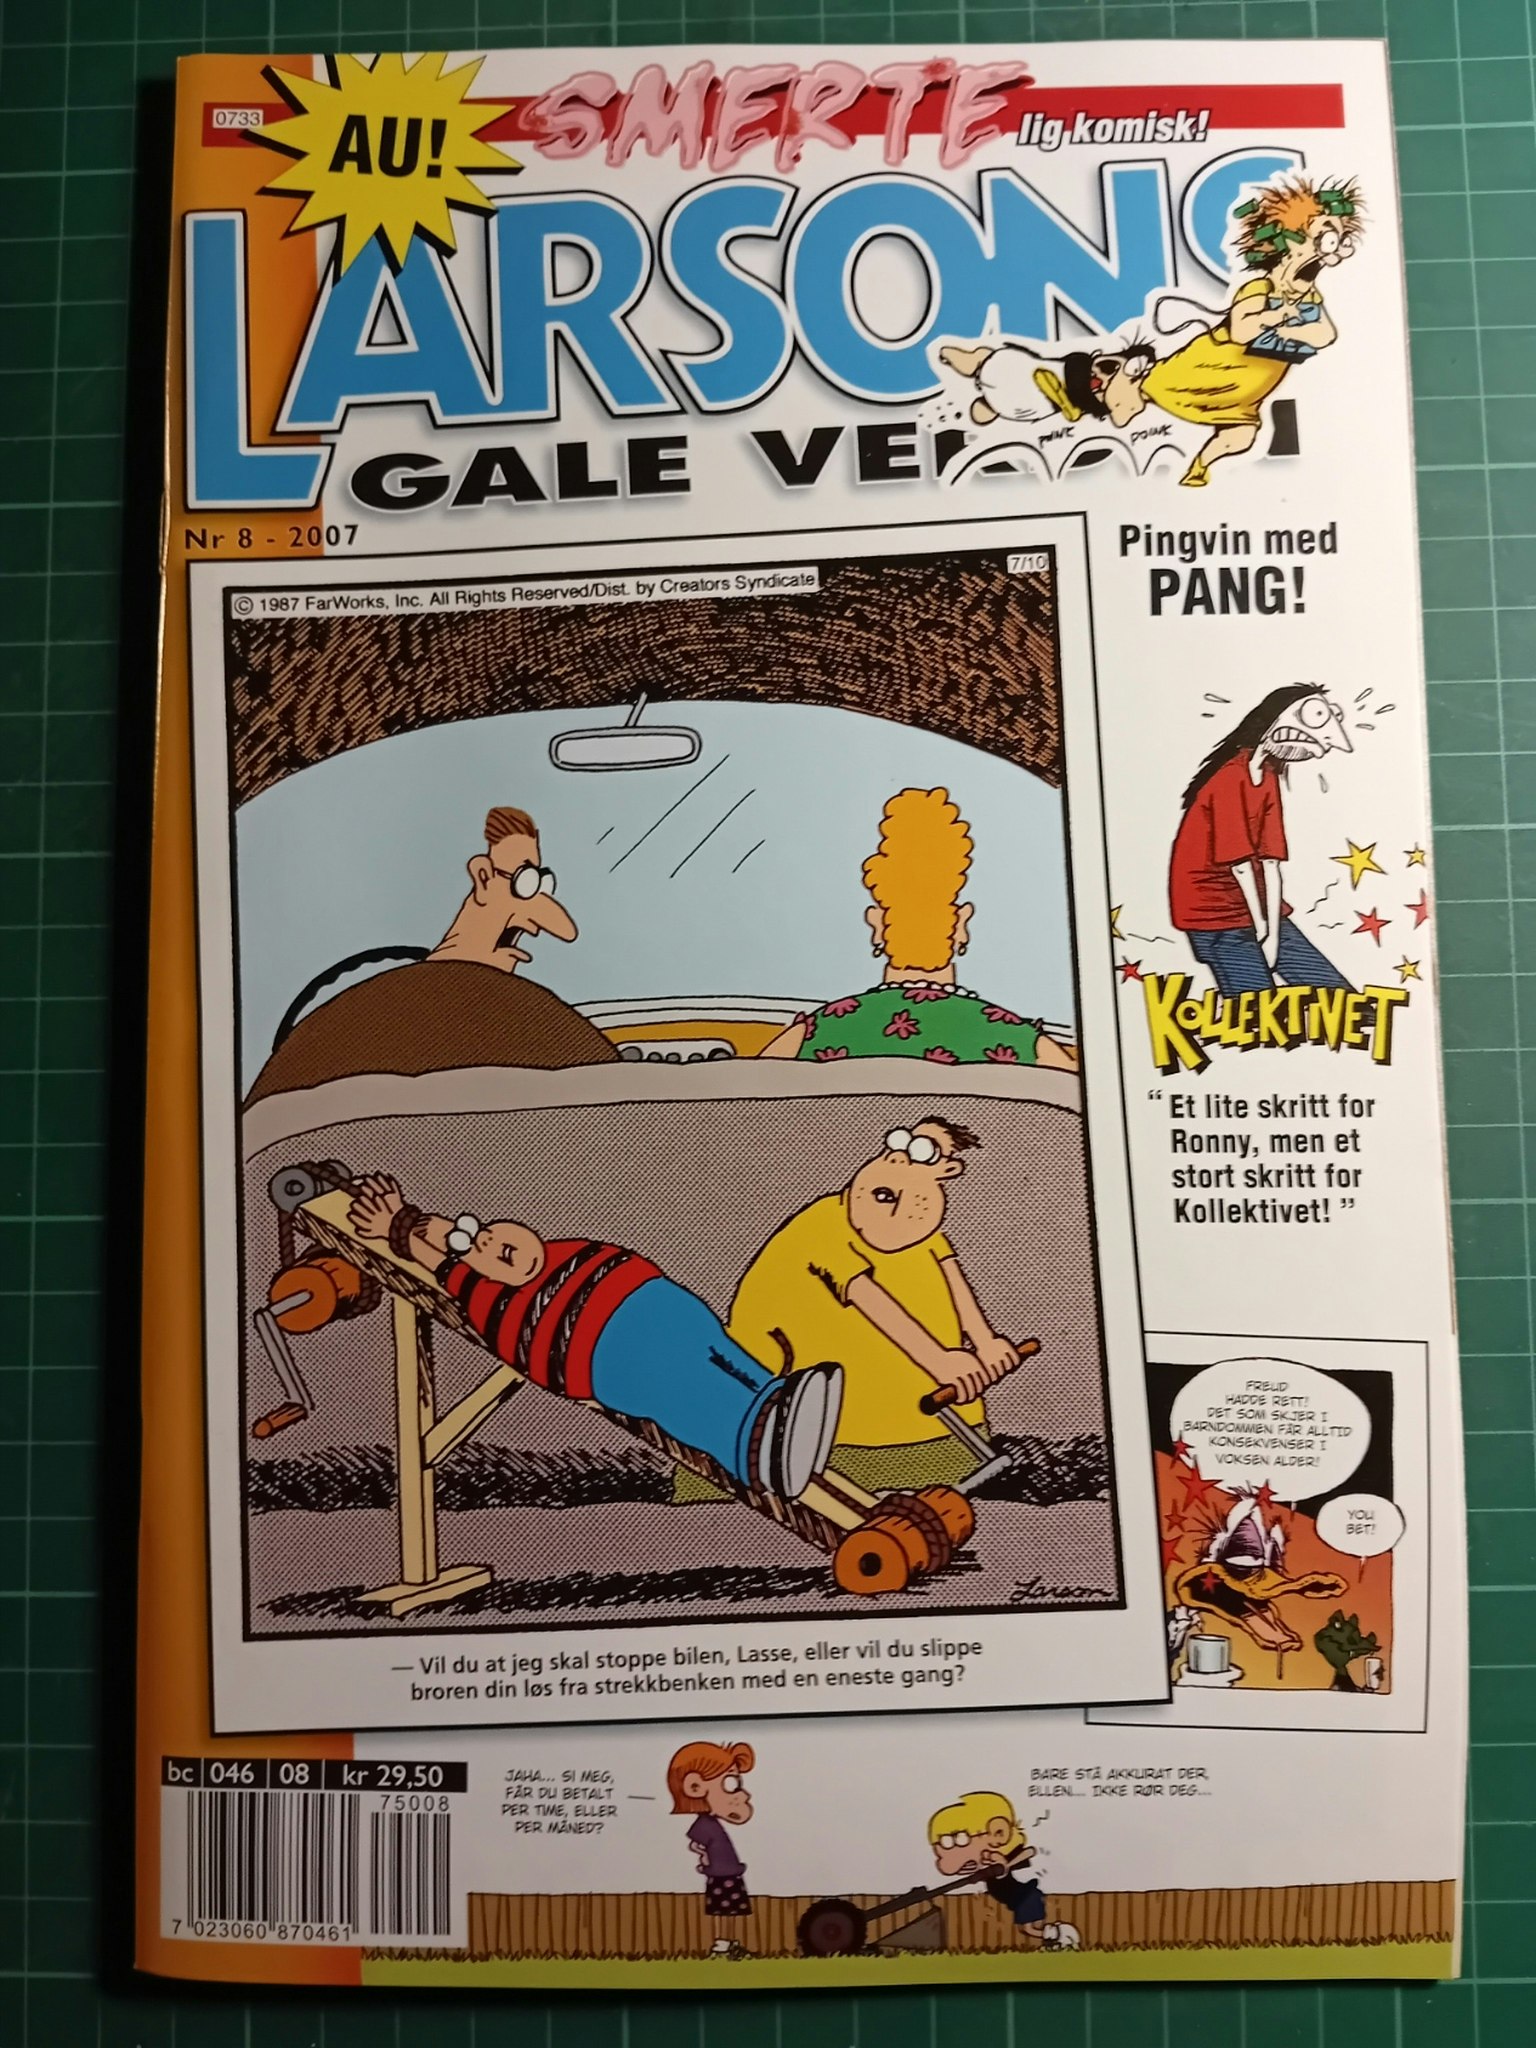 0733
AU!
SMERTE
lig komisk!
LARSONS
GALE
Nr 8 - 2007
© 1987 FarWorks, Inc. All Rights Reserved/Dist. by Creators Syndicate
7/10
POINK
POINK
Pingvin med
PANG!
KOLLEKTIVET
“Et lite skritt for
Ronny, men et
stort skritt for
Kollektivet!”
Larson
— Vil du at jeg skal stoppe bilen, Lasse, eller vil du slippe
broren din løs fra strekkbenken med en eneste gang?
FREUD
HADDE RETT!
DET SOM SKJER I
BARNDOMMEN FÅR ALLTID
KONSEKVENSER I
VOKSEN ALDER!
YOU
BET!
bc 046 08 kr 29,50
75008
7 023060 870461
JAHA... SI MEG,
FÅR DU BETALT
PER TIME, ELLER
PER MÅNED?
BARE STÅ AKKURAT DER,
ELLEN... IKKE RØR DEG...